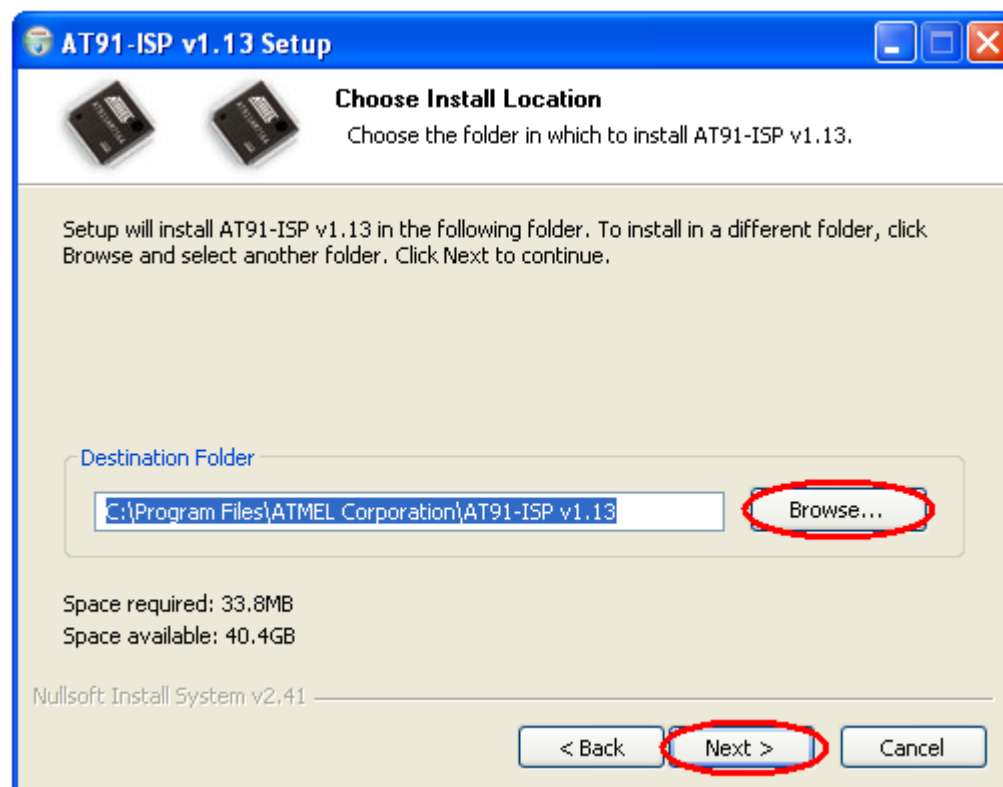 AT91-ISP v1.13 Setup
Choose Install Location
Choose the folder in which to install AT91-ISP v1.13.
Setup will install AT91-ISP v1.13 in the following folder. To install in a different folder, click
Browse and select another folder. Click Next to continue.
Destination Folder
C:\Program Files\ATMEL Corporation\AT91-ISP v1.13
Browse...
Space required: 33.8MB
Space available: 40.4GB
Nullsoft Install System v2.41
< Back
Next >
Cancel